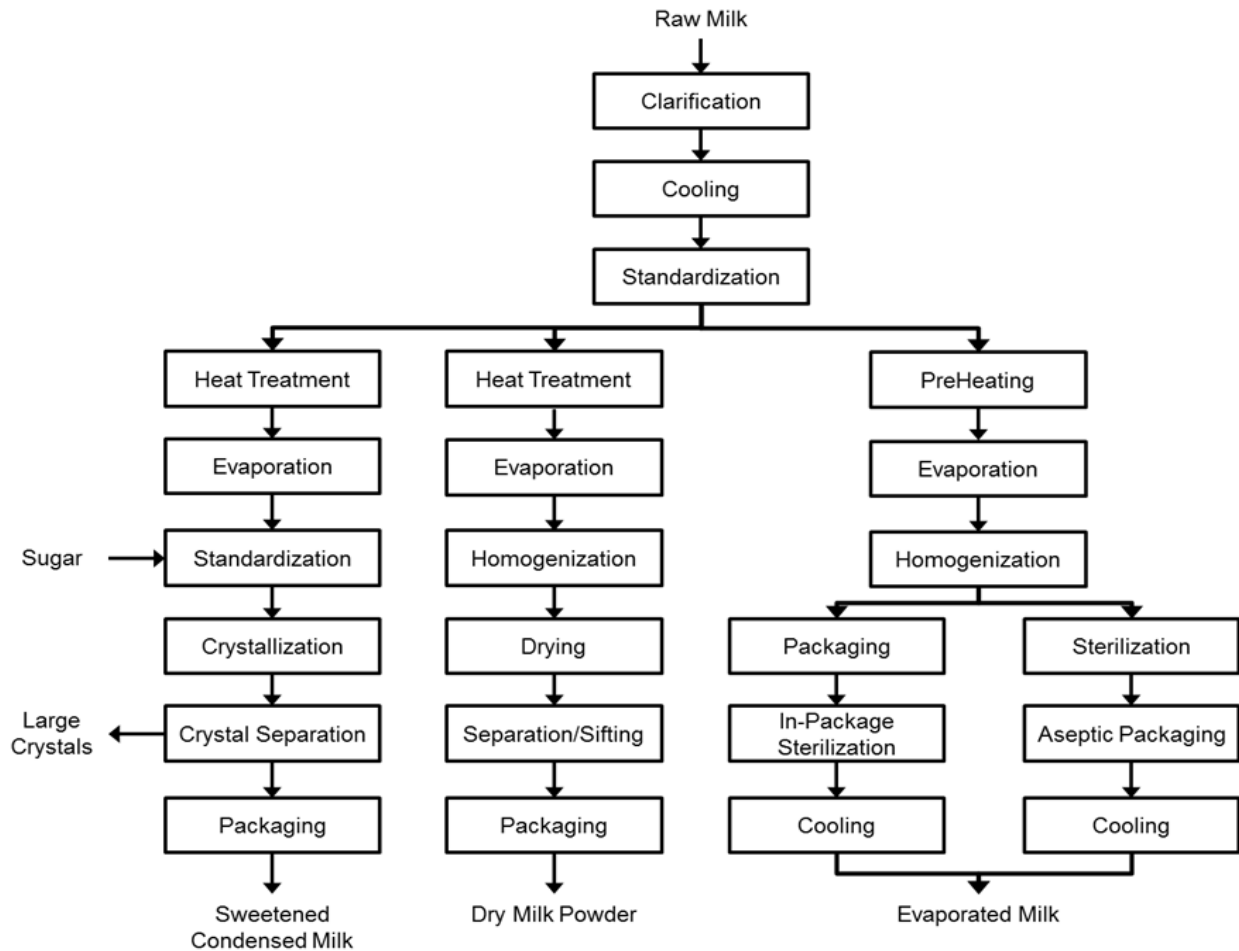 Raw Milk
Clarification
Cooling
Standardization
Heat Treatment
Heat Treatment
PreHeating
Evaporation
Evaporation
Evaporation
Sugar
Standardization
Homogenization
Homogenization
Crystallization
Drying
Packaging
Sterilization
Large
Crystals
Crystal Separation
Separation/Sifting
In-Package
Sterilization
Aseptic Packaging
Packaging
Packaging
Cooling
Cooling
Sweetened
Condensed Milk
Dry Milk Powder
Evaporated Milk